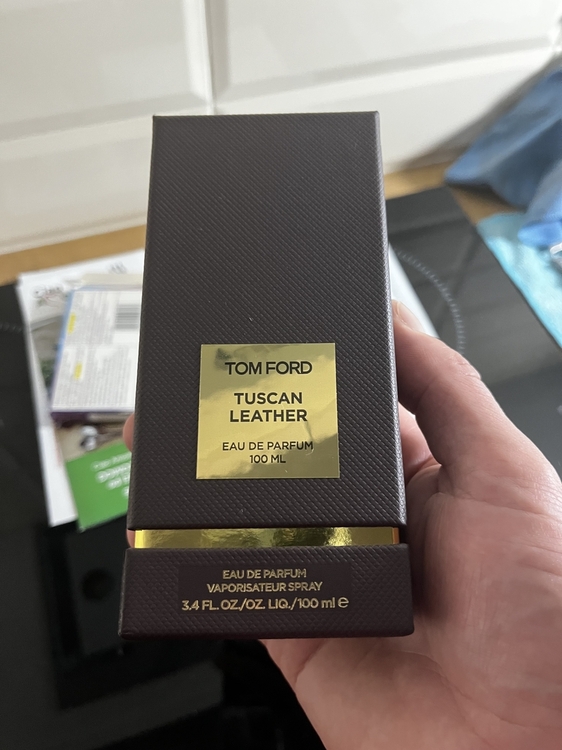 TOM FORD
TUSCAN
LEATHER
EAU DE PARFUM
100 ML
EAU DE PARFUM
VAPORISATEUR SPRAY
3.4 FL. OZ./OZ. LIQ./100 ml e